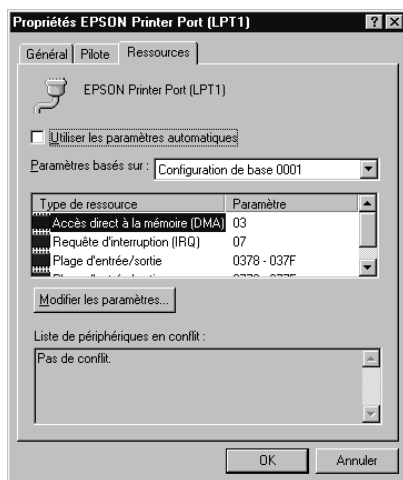 Propriétés EPSON Printer Port (LPT1)
Général Pilote Ressources
EPSON Printer Port (LPT1)
Utiliser les paramètres automatiques
Paramètres basés sur : Configuration de base 0001
Type de ressource Paramètre
Accès direct à la mémoire (DMA) 03
Requête d'interruption (IRQ) 07
Plage d'entrée/sortie 0378 - 037F
Modifier les paramètres...
Liste de périphériques en conflit :
Pas de conflit.
OK Annuler